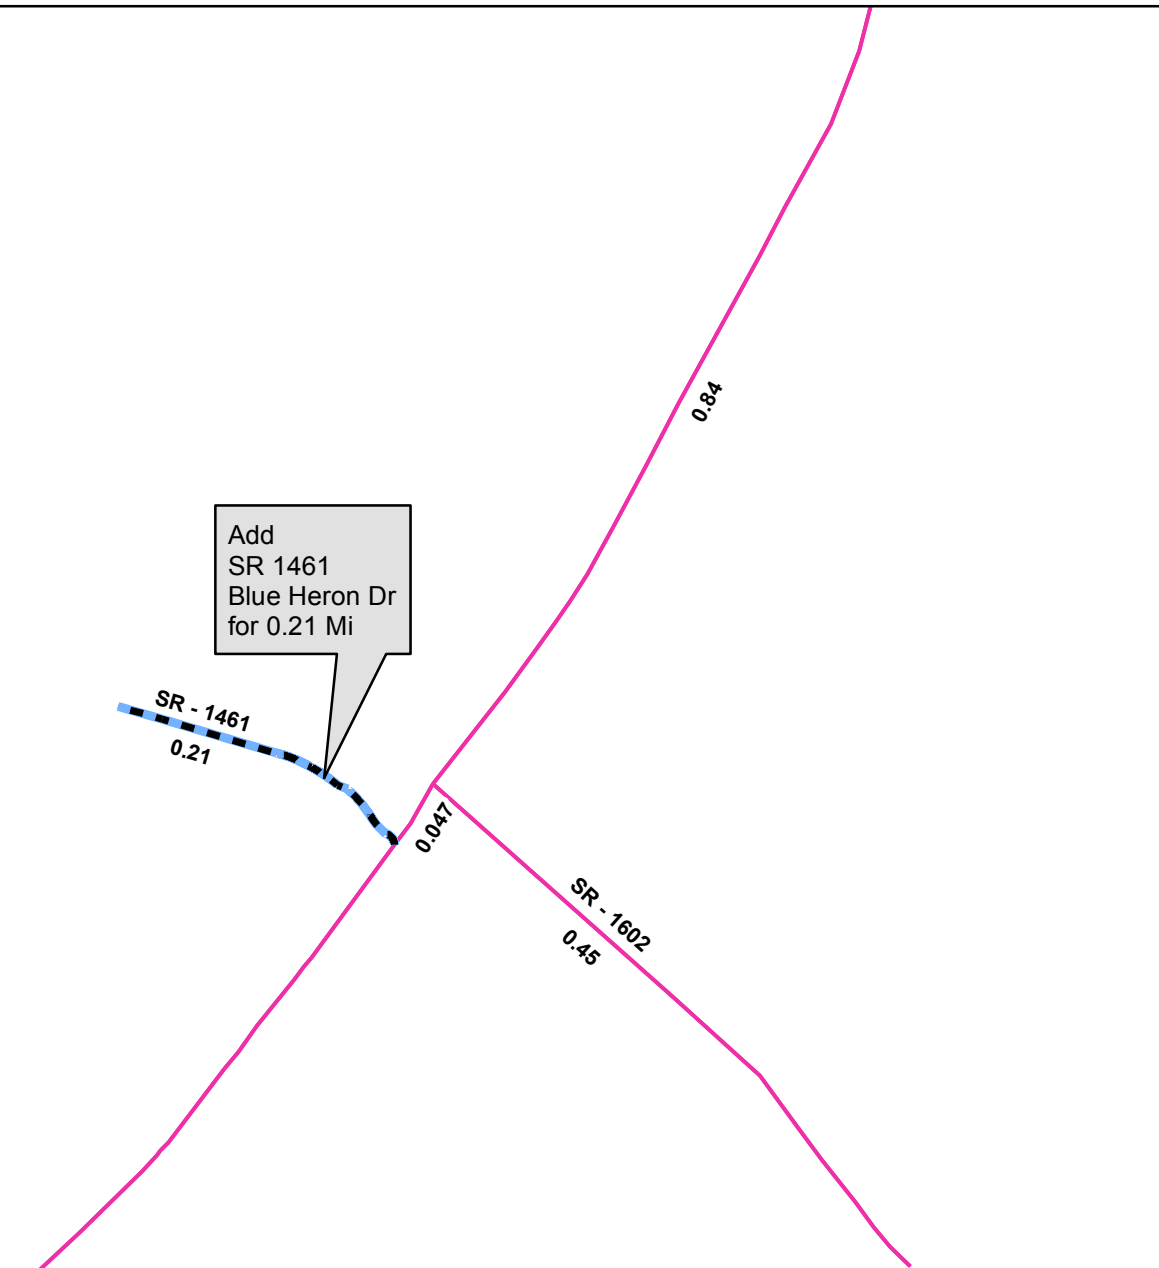 0.84
Add
SR 1461
Blue Heron Dr
for 0.21 Mi
SR - 1461
0.21
0.047
SR - 1602
0.45